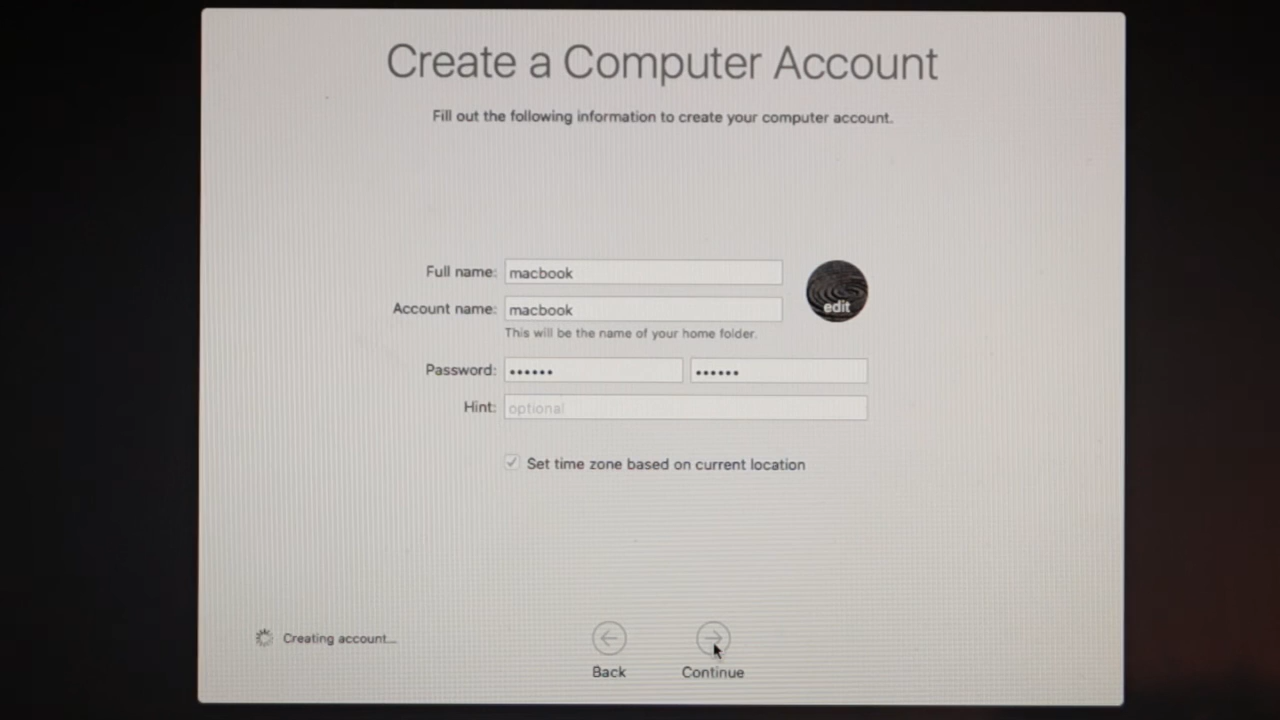 Create a Computer Account
Fill out the following information to create your computer account.
Full name: macbook
edit
Account name: macbook
This will be the name of your home folder.
Password: •••••• ••••••
Hint: optional
Set time zone based on current location
Creating account...
Back
Continue